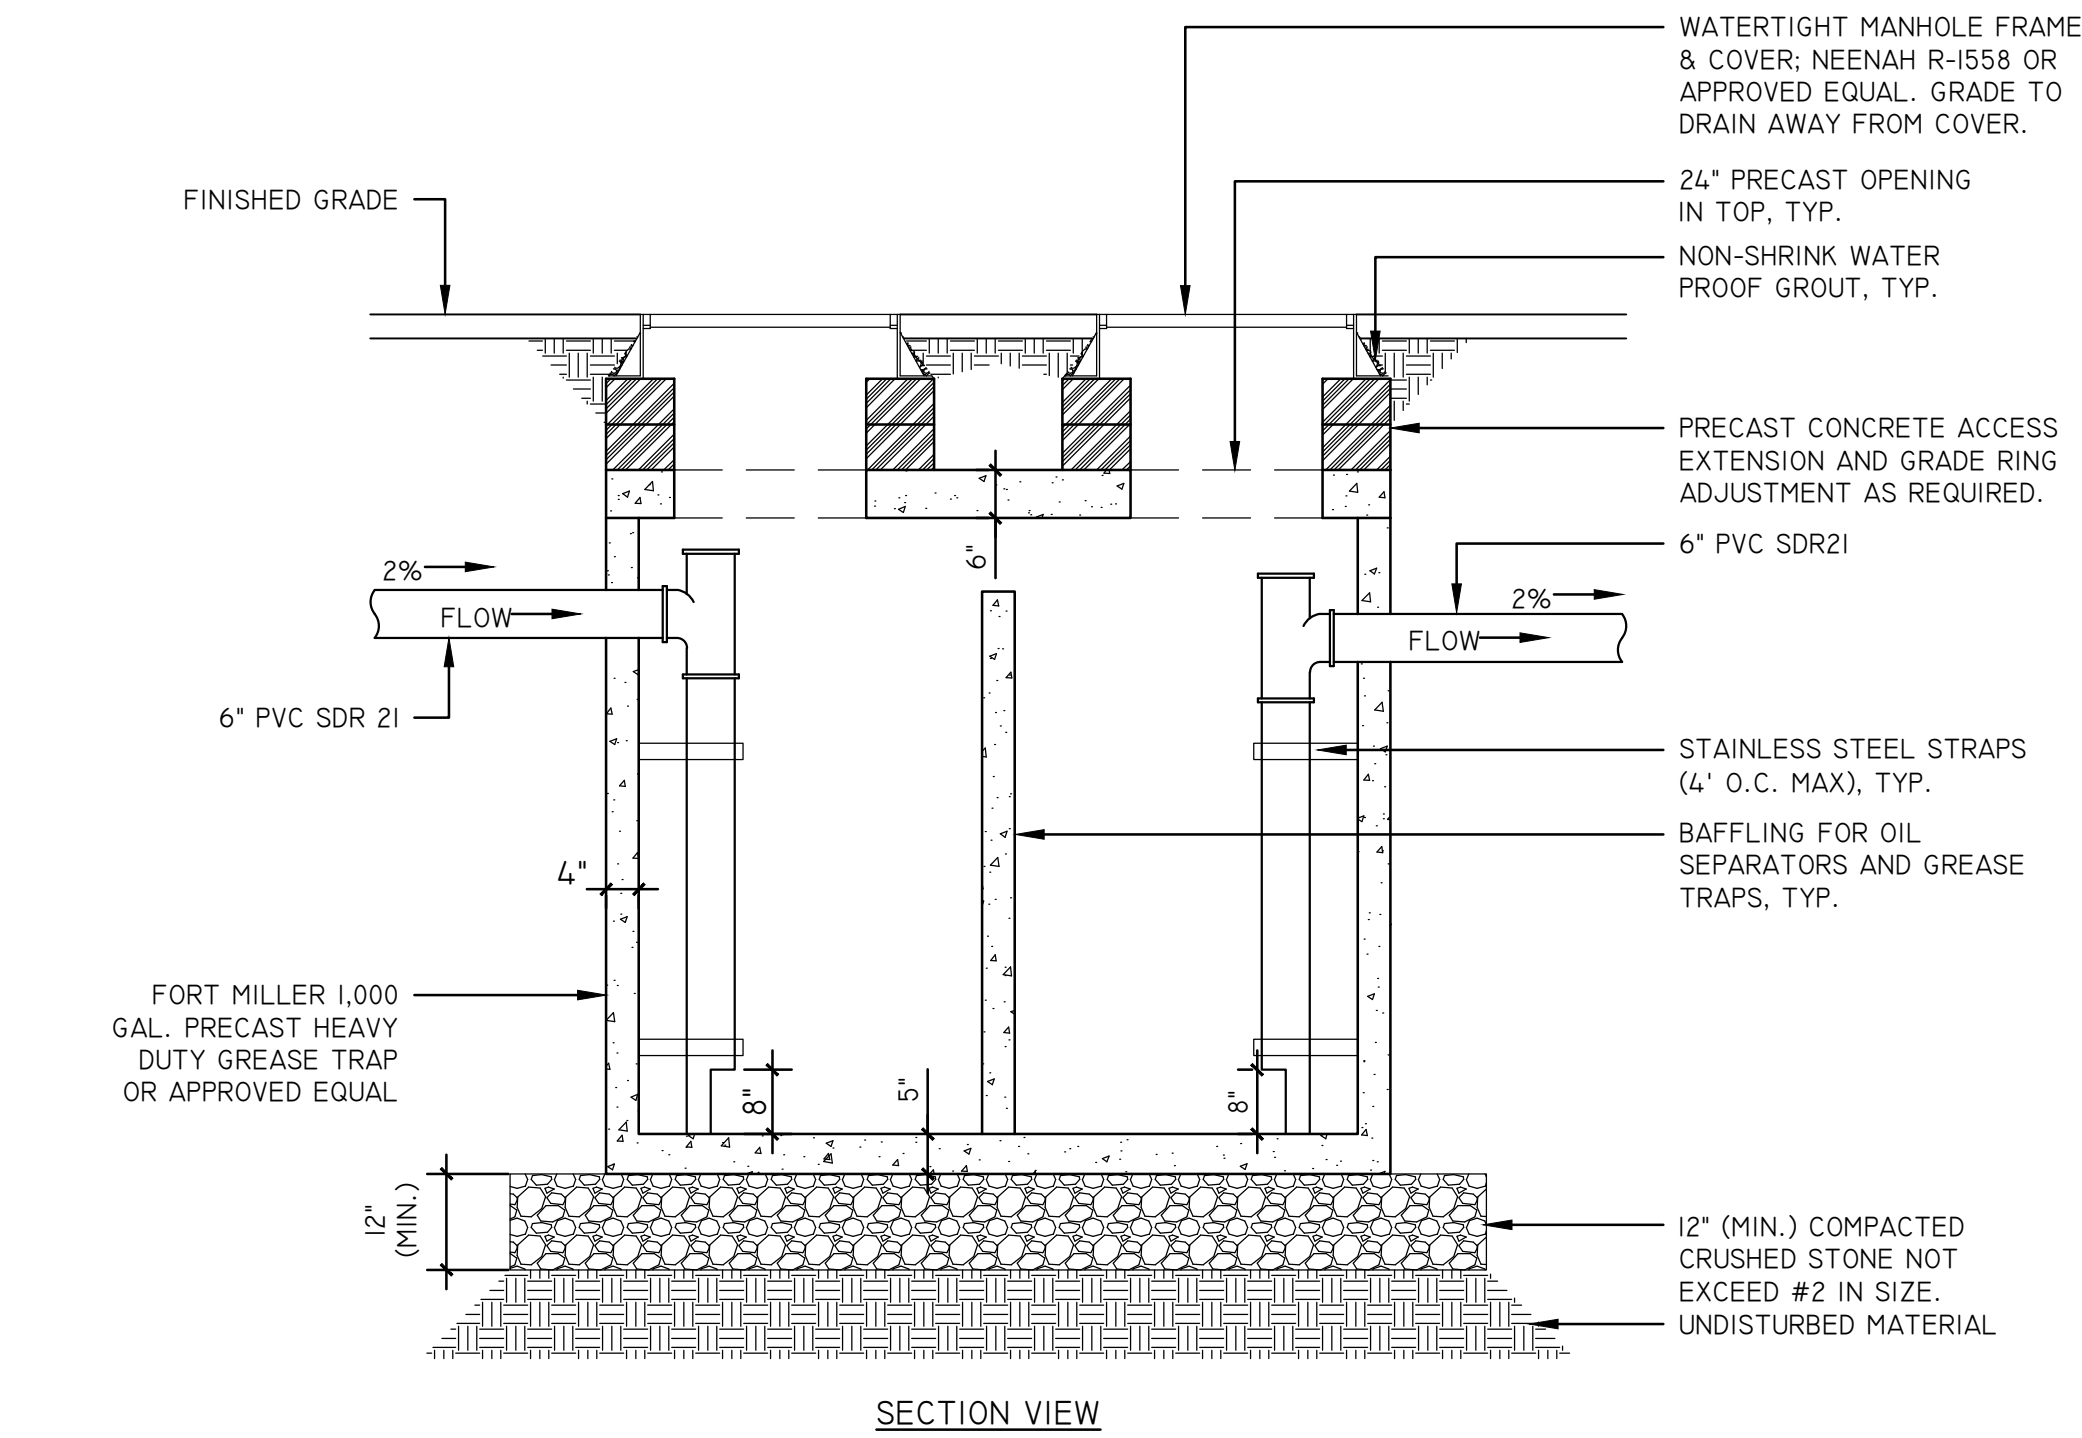 WATERTIGHT MANHOLE FRAME
& COVER; NEENAH R-1558 OR
APPROVED EQUAL. GRADE TO
DRAIN AWAY FROM COVER.
24" PRECAST OPENING
IN TOP, TYP.
FINISHED GRADE
NON-SHRINK WATER
PROOF GROUT, TYP.
PRECAST CONCRETE ACCESS
EXTENSION AND GRADE RING
ADJUSTMENT AS REQUIRED.
6"
6" PVC SDR21
2%
FLOW
2%
FLOW
6" PVC SDR 21
STAINLESS STEEL STRAPS
(4' O.C. MAX), TYP.
BAFFLING FOR OIL
SEPARATORS AND GREASE
TRAPS, TYP.
4"
FORT MILLER 1,000
GAL. PRECAST HEAVY
DUTY GREASE TRAP
OR APPROVED EQUAL
8"
5"
8"
12"
(MIN.)
12" (MIN.) COMPACTED
CRUSHED STONE NOT
EXCEED #2 IN SIZE.
UNDISTURBED MATERIAL
SECTION VIEW